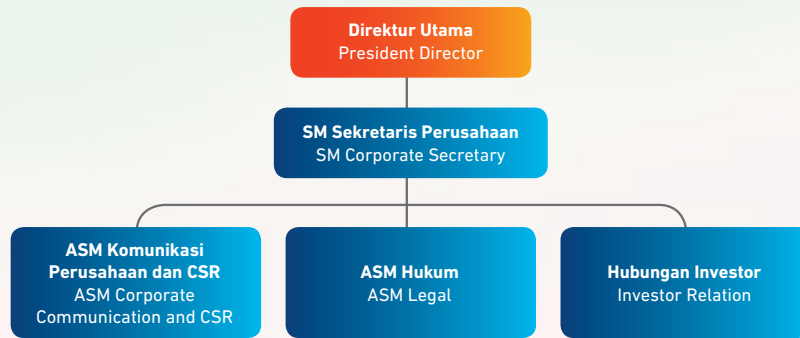 Direktur Utama
President Director
SM Sekretaris Perusahaan
SM Corporate Secretary
ASM Komunikasi
Perusahaan dan CSR
ASM Corporate
Communication and CSR
ASM Hukum
ASM Legal
Hubungan Investor
Investor Relation